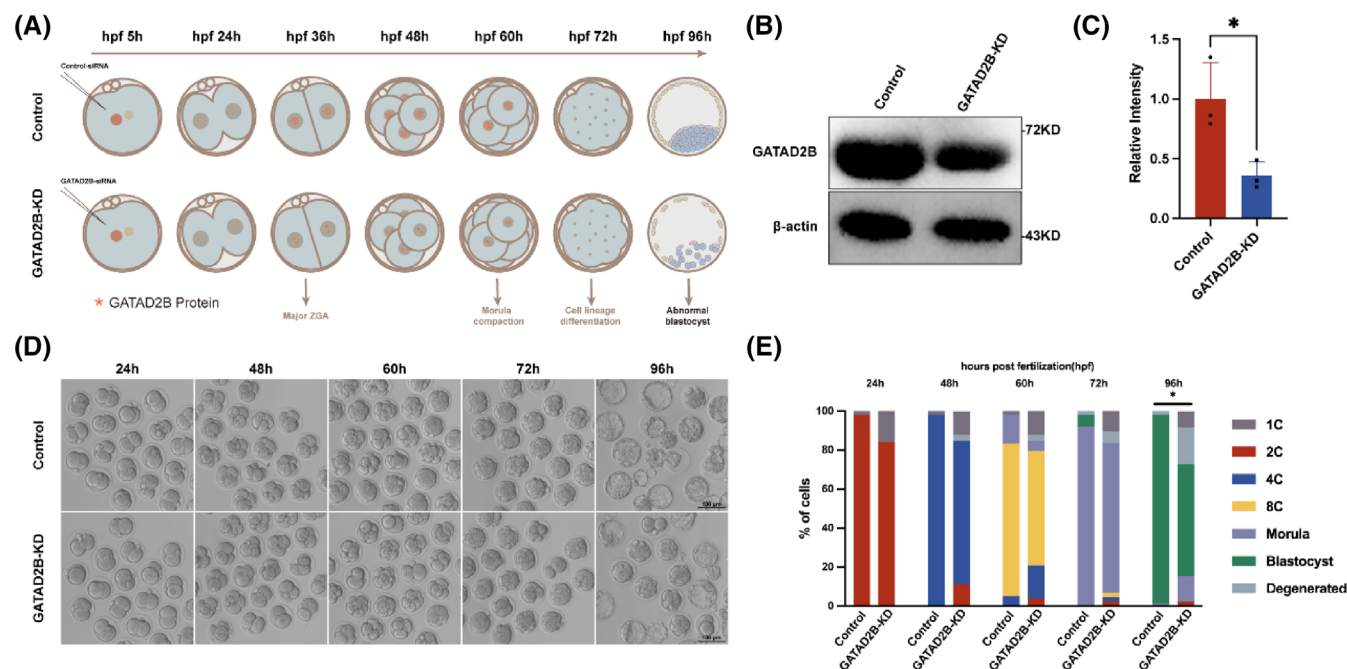 (A)
hpf 5h hpf 24h hpf 36h hpf 48h hpf 60h hpf 72h hpf 96h
Control-siRNA
Control
GATAD2B-siRNA
GATAD2B-KD
* GATAD2B Protein
Major ZGA
Morula
compaction
Cell lineage
differentiation
Abnormal
blastocyst
(B)
Control GATAD2B-KD
72KD
GATAD2B
β-actin
43KD
(C)
*
Relative Intensity
1.5
1.0
0.5
0.0
Control GATAD2B-KD
(D)
24h 48h 60h 72h 96h
Control
100 μm
GATAD2B-KD
100 μm
(E)
hours post fertilization(hpf)
24h 48h 60h 72h 96h
*
% of cells
100
80
60
40
20
0
Control GATAD2B-KD Control GATAD2B-KD Control GATAD2B-KD Control GATAD2B-KD Control GATAD2B-KD
1C
2C
4C
8C
Morula
Blastocyst
Degenerated